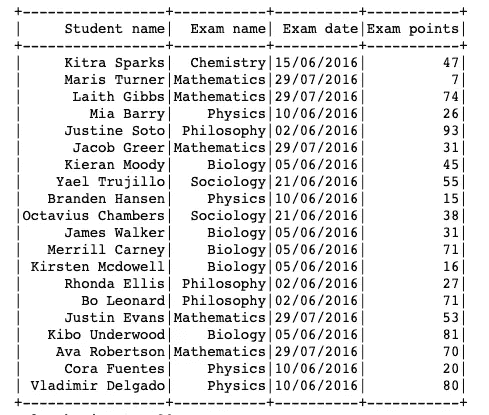 +-----------------+-----------+----------+-----------+
|     Student name|  Exam name| Exam date|Exam points|
+-----------------+-----------+----------+-----------+
|     Kitra Sparks|  Chemistry|15/06/2016|         47|
|     Maris Turner|Mathematics|29/07/2016|          7|
|      Laith Gibbs|Mathematics|29/07/2016|         74|
|        Mia Barry|    Physics|10/06/2016|         26|
|     Justine Soto| Philosophy|02/06/2016|         93|
|      Jacob Greer|Mathematics|29/07/2016|         31|
|     Kieran Moody|    Biology|05/06/2016|         45|
|    Yael Trujillo|  Sociology|21/06/2016|         55|
|   Branden Hansen|    Physics|10/06/2016|         15|
|Octavius Chambers|  Sociology|21/06/2016|         38|
|     James Walker|    Biology|05/06/2016|         31|
|   Merrill Carney|    Biology|05/06/2016|         71|
| Kirsten Mcdowell|    Biology|05/06/2016|         16|
|     Rhonda Ellis| Philosophy|02/06/2016|         27|
|       Bo Leonard| Philosophy|02/06/2016|         71|
|     Justin Evans|Mathematics|29/07/2016|         53|
|   Kibo Underwood|    Biology|05/06/2016|         81|
|    Ava Robertson|Mathematics|29/07/2016|         70|
|     Cora Fuentes|    Physics|10/06/2016|         20|
| Vladimir Delgado|    Physics|10/06/2016|         80|
+-----------------+-----------+----------+-----------+